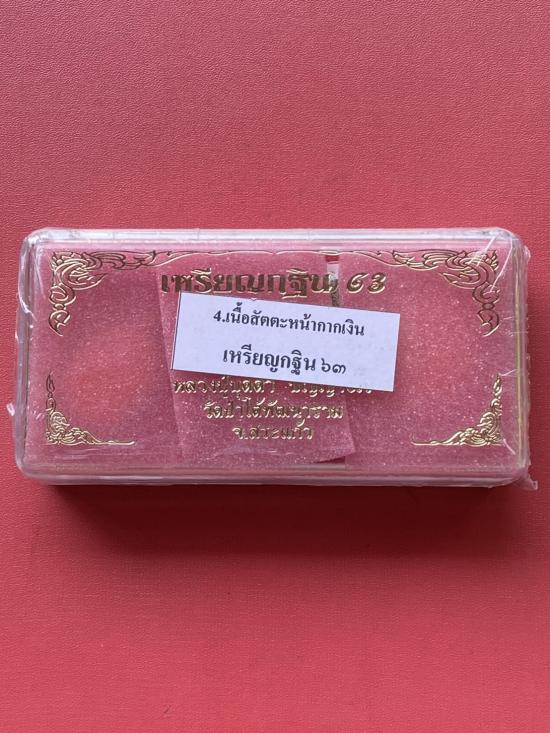 เหรียญกฐิน ๖๓
4.เนื้อสัตตะหน้ากากเงิน
เหรียญกฐิน ๖๓
วัดป่าใต้พัฒนาราม
จ.สระแก้ว